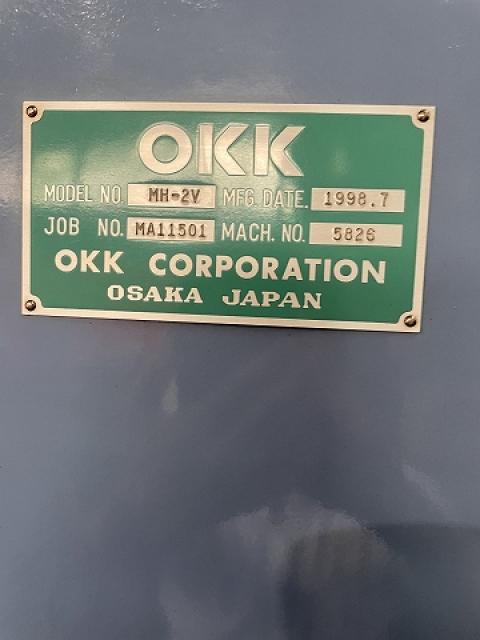 OKK
MODEL NO. MH-2V MFG. DATE. 1998.7
JOB NO. MA11501 MACH. NO. 5826
OKK CORPORATION
OSAKA JAPAN